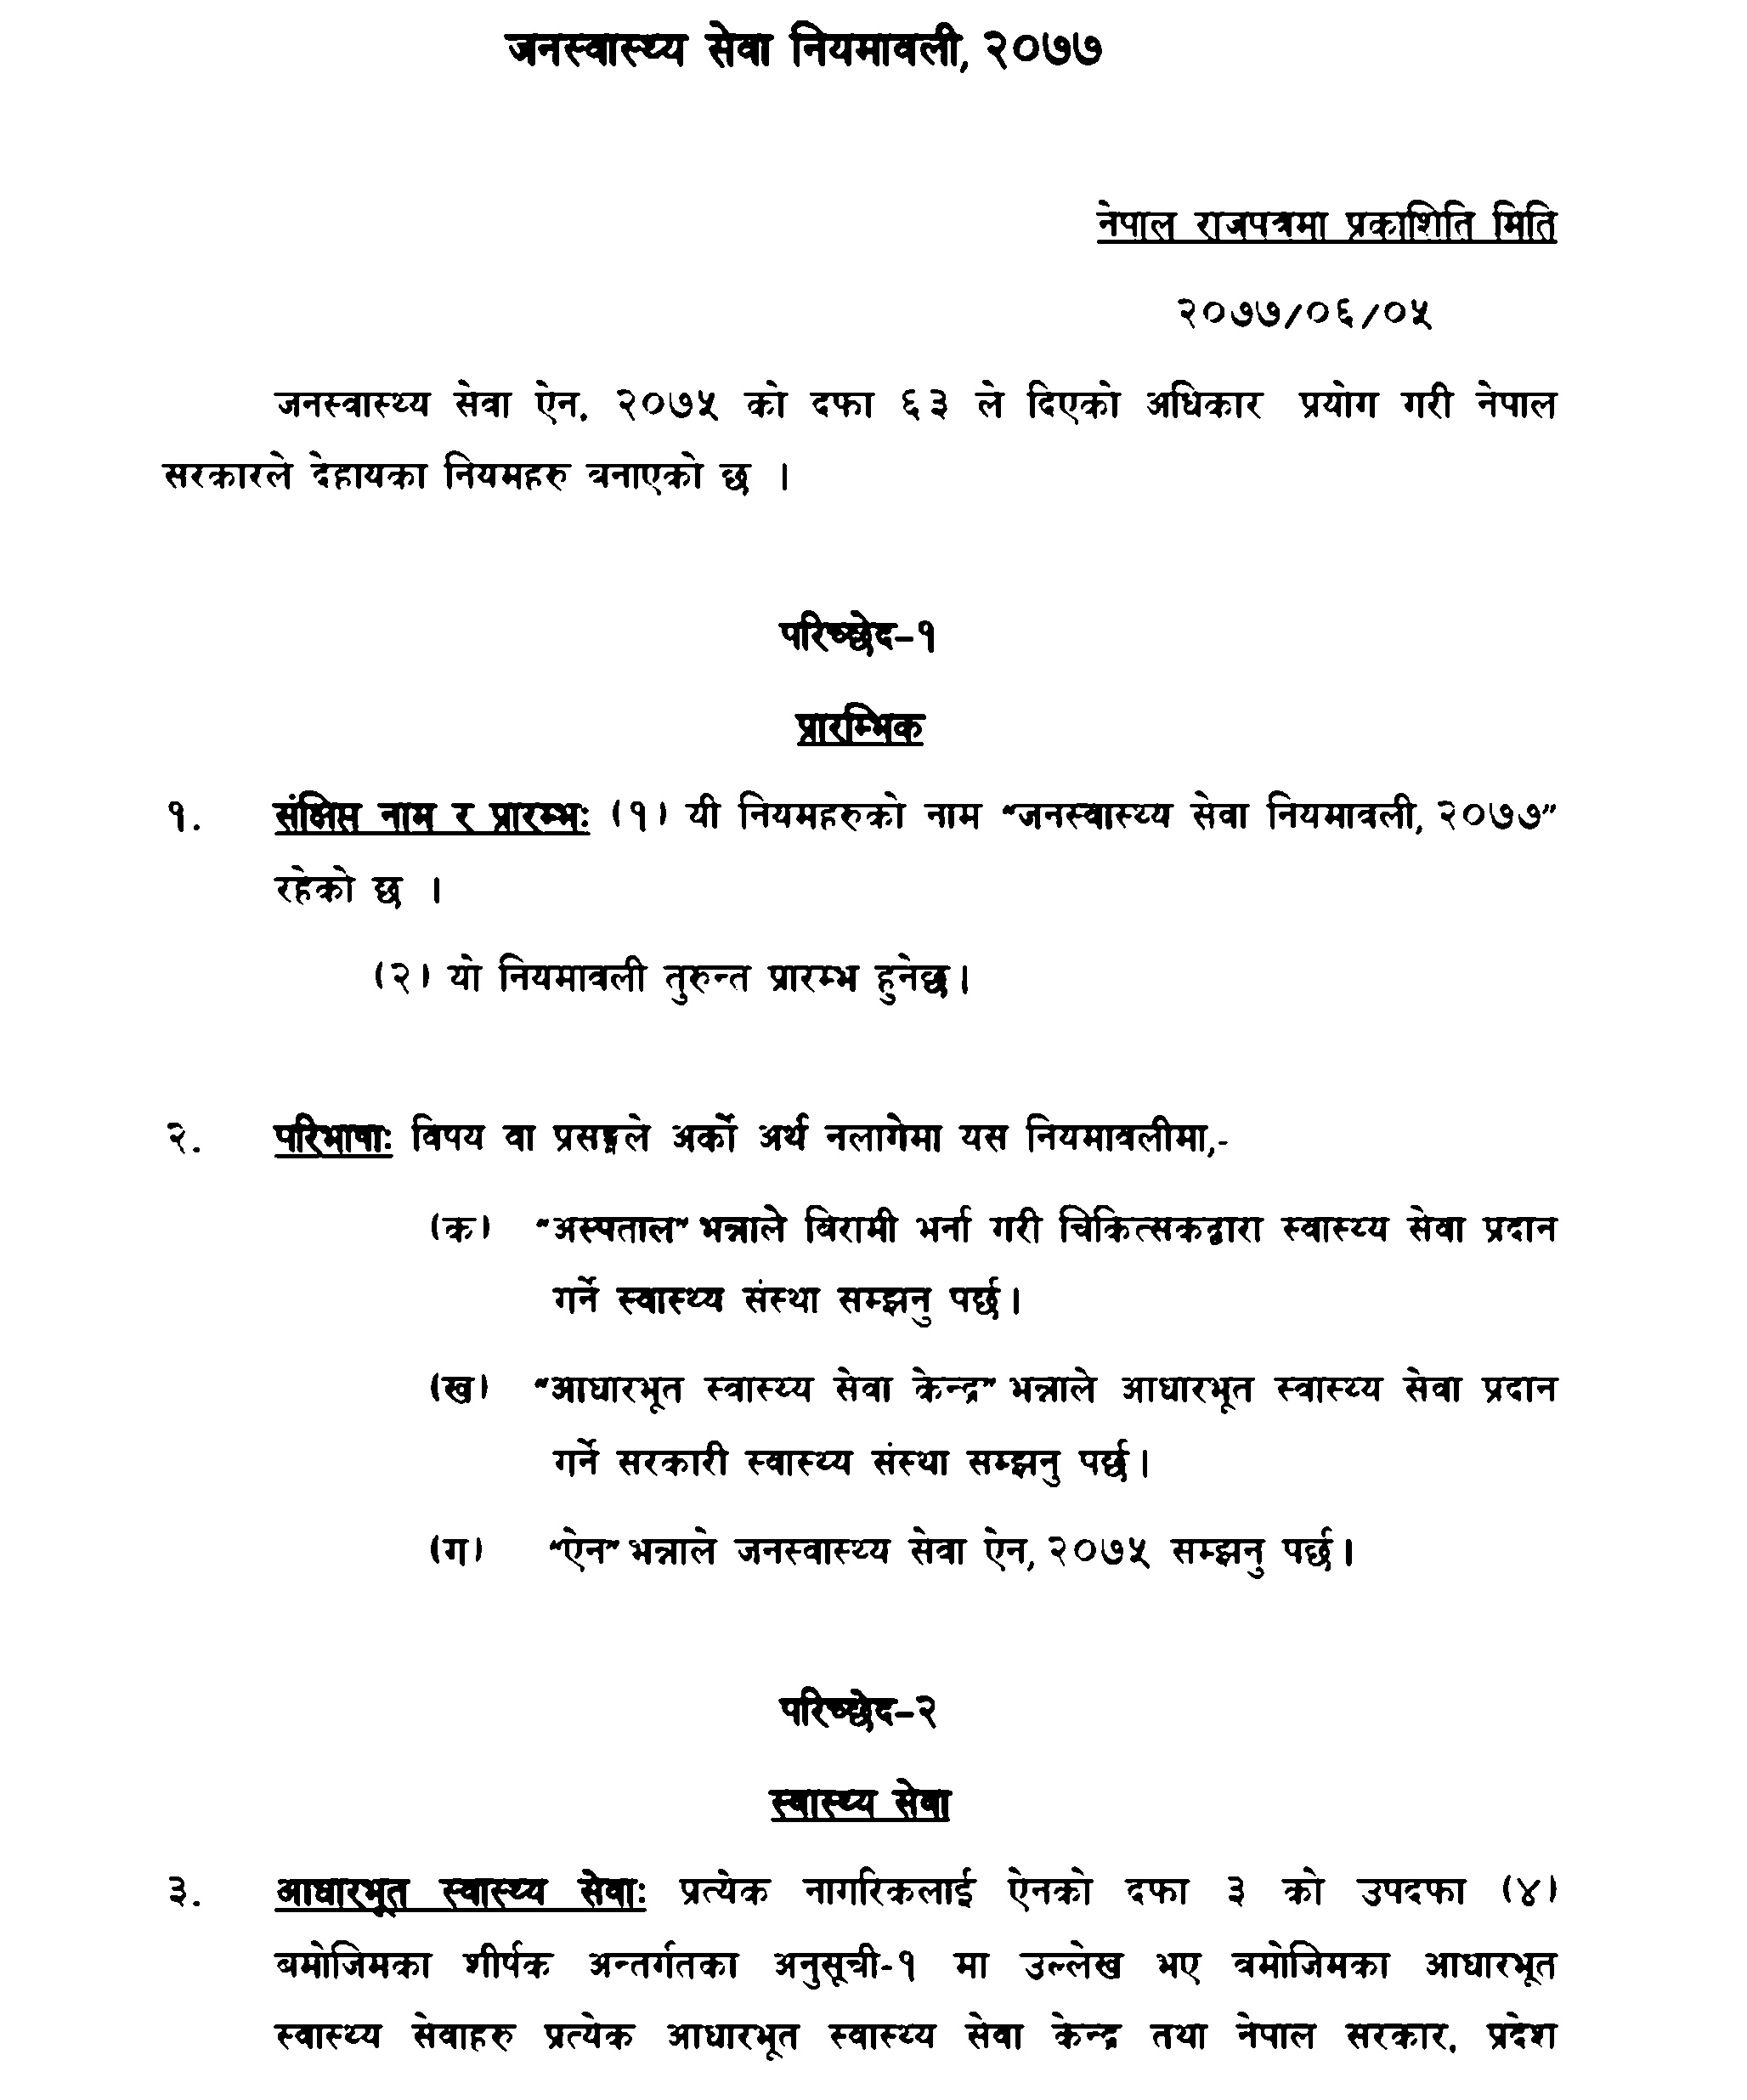 जनस्वास्थ्य सेवा नियमावली, २०७७
नेपाल राजपत्रमा प्रकाशिति मिति
२०७७/०६/०५
जनस्वास्थ्य सेवा ऐन, २०७५ को दफा ६३ ले दिएको अधिकार प्रयोग गरी नेपाल
सरकारले देहायका नियमहरु बनाएको छ ।
परिच्छेद–१
प्रारम्भिक
१. संक्षिप्त नाम र प्रारम्भः (१) यी नियमहरुको नाम “जनस्वास्थ्य सेवा नियमावली, २०७७”
रहेको छ ।
(२) यो नियमावली तुरुन्त प्रारम्भ हुनेछ।
२. परिभाषाः विषय वा प्रसङ्गले अर्को अर्थ नलागेमा यस नियमावलीमा,-
(क) “अस्पताल” भन्नाले बिरामी भर्ना गरी चिकित्सकद्वारा स्वास्थ्य सेवा प्रदान
गर्ने स्वास्थ्य संस्था सम्झनु पर्छ।
(ख) “आधारभूत स्वास्थ्य सेवा केन्द्र” भन्नाले आधारभूत स्वास्थ्य सेवा प्रदान
गर्ने सरकारी स्वास्थ्य संस्था सम्झनु पर्छ।
(ग) “ऐन” भन्नाले जनस्वास्थ्य सेवा ऐन, २०७५ सम्झनु पर्छ।
परिच्छेद–२
स्वास्थ्य सेवा
३. आधारभूत स्वास्थ्य सेवाः प्रत्येक नागरिकलाई ऐनको दफा ३ को उपदफा (४)
बमोजिमका शीर्षक अन्तर्गतका अनुसूची-१ मा उल्लेख भए बमोजिमका आधारभूत
स्वास्थ्य सेवाहरु प्रत्येक आधारभूत स्वास्थ्य सेवा केन्द्र तथा नेपाल सरकार, प्रदेश